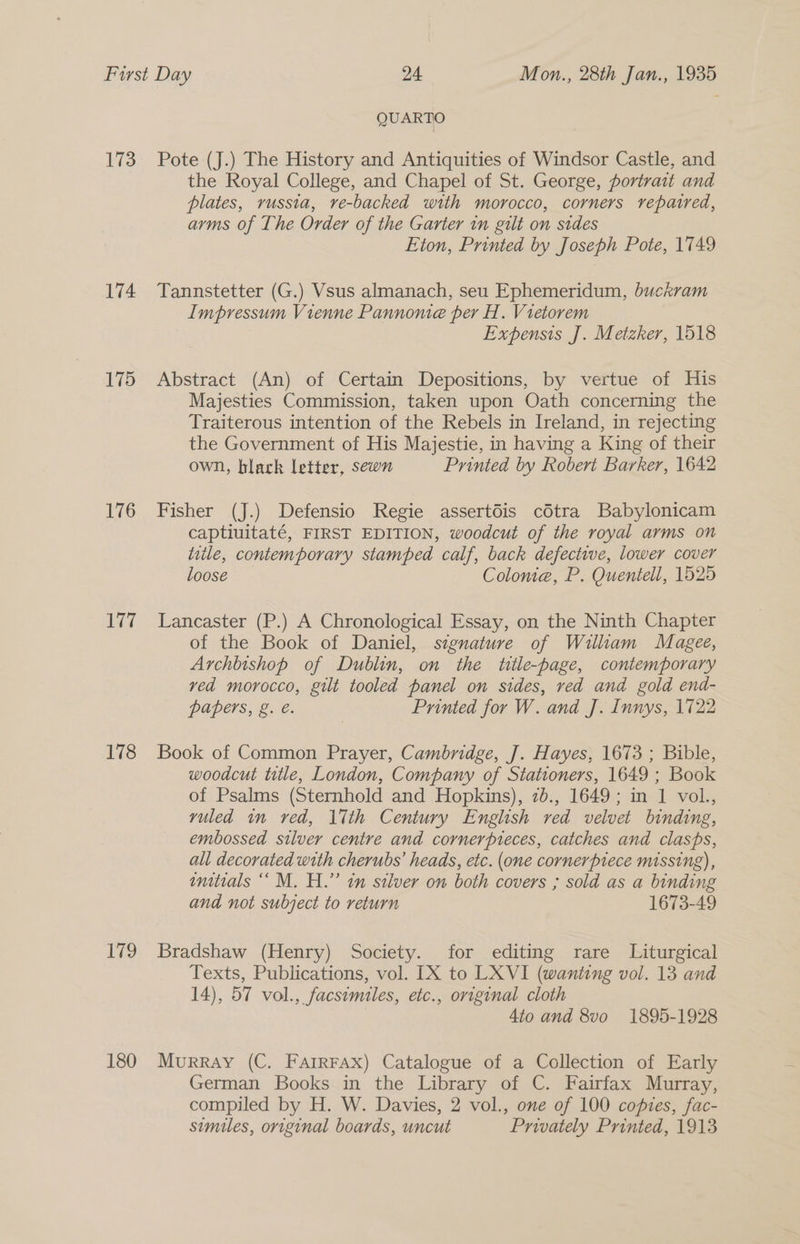 First Day 24 Mon., 28th Jan., 1935
QUARTO
173 Pote (J.) The History and Antiquities of Windsor Castle, and
the Royal College, and Chapel of St. George, portrait and
plates, russia, re-backed with morocco, corners repaired,
arms of The Order of the Garter in gilt on sides
Eton, Printed by Joseph Pote, 1749
174 Tannstetter (G.) Vsus almanach, seu Ephemeridum, buckram
Impressum Vienne Pannoniæ per H. Vietorem
Expensis J. Metzker, 1518
175 Abstract (An) of Certain Depositions, by vertue of His
Majesties Commission, taken upon Oath concerning the
Traiterous intention of the Rebels in Ireland, in rejecting
the Government of His Majestie, in having a King of their
own, black letter, sewn Printed by Robert Barker, 1642
176 Fisher (J.) Defensio Regie assertõis cõtra Babylonicam
captiuitatẽ, FIRST EDITION, woodcut of the royal arms on
title, contemporary stamped calf, back defective, lower cover
loose Coloniæ, P. Quentell, 1525
177 Lancaster (P.) A Chronological Essay, on the Ninth Chapter
of the Book of Daniel, signature of William Magee,
Archbishop of Dublin, on the title-page, contemporary
red morocco, gilt tooled panel on sides, red and gold end-
papers, g. e. Printed for W. and J. Innys, 1722
178 Book of Common Prayer, Cambridge, J. Hayes, 1673 ; Bible,
woodcut title, London, Company of Stationers, 1649 ; Book
of Psalms (Sternhold and Hopkins), ib., 1649 ; in 1 vol.,
ruled in red, 17th Century English red velvet binding,
embossed silver centre and cornerpieces, catches and clasps,
all decorated with cherubs' heads, etc. (one cornerpiece missing),
initials “ M. H.” in silver on both covers ; sold as a binding
and not subject to return 1673-49
179 Bradshaw (Henry) Society. for editing rare Liturgical
Texts, Publications, vol. IX to LXVI (wanting vol. 13 and
14), 57 vol., facsimiles, etc., original cloth
4to and 8vo 1895-1928
180 MURRAY (C. FAIRFAX) Catalogue of a Collection of Early
German Books in the Library of C. Fairfax Murray,
compiled by H. W. Davies, 2 vol., one of 100 copies, fac-
similes, original boards, uncut Privately Printed, 1913